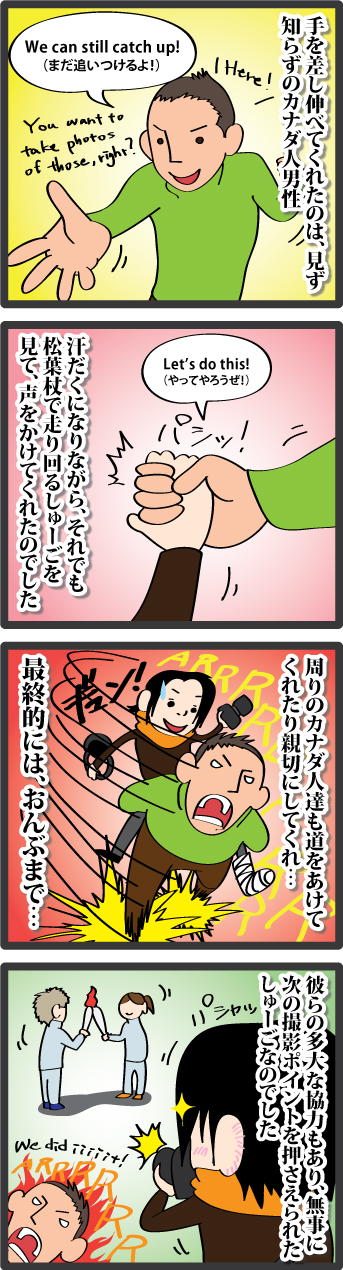 手を差し伸べてくれたのは、見ず
知らずのカナダ人男性
We can still catch up!
(まだ追いつけるよ!)
Here!
You want to
take photos
of those, right?
Let's do this!
(やってやろうぜ!)
パシッ!
汗だくになりながら、それでも
松葉杖で走り回るしゅーごを
見て、声をかけてくれたのでした
周りのカナダ人達も道をあけて
くれたり親切にしてくれ…
ARRRRRRRR
ギュン!
最終的には、おんぶまで…
彼らの多大な協力もあり、無事に
次の撮影ポイントを押さえられた
しゅーごなのでした
パシャッ
We did iiiiit!
ARRRRRR